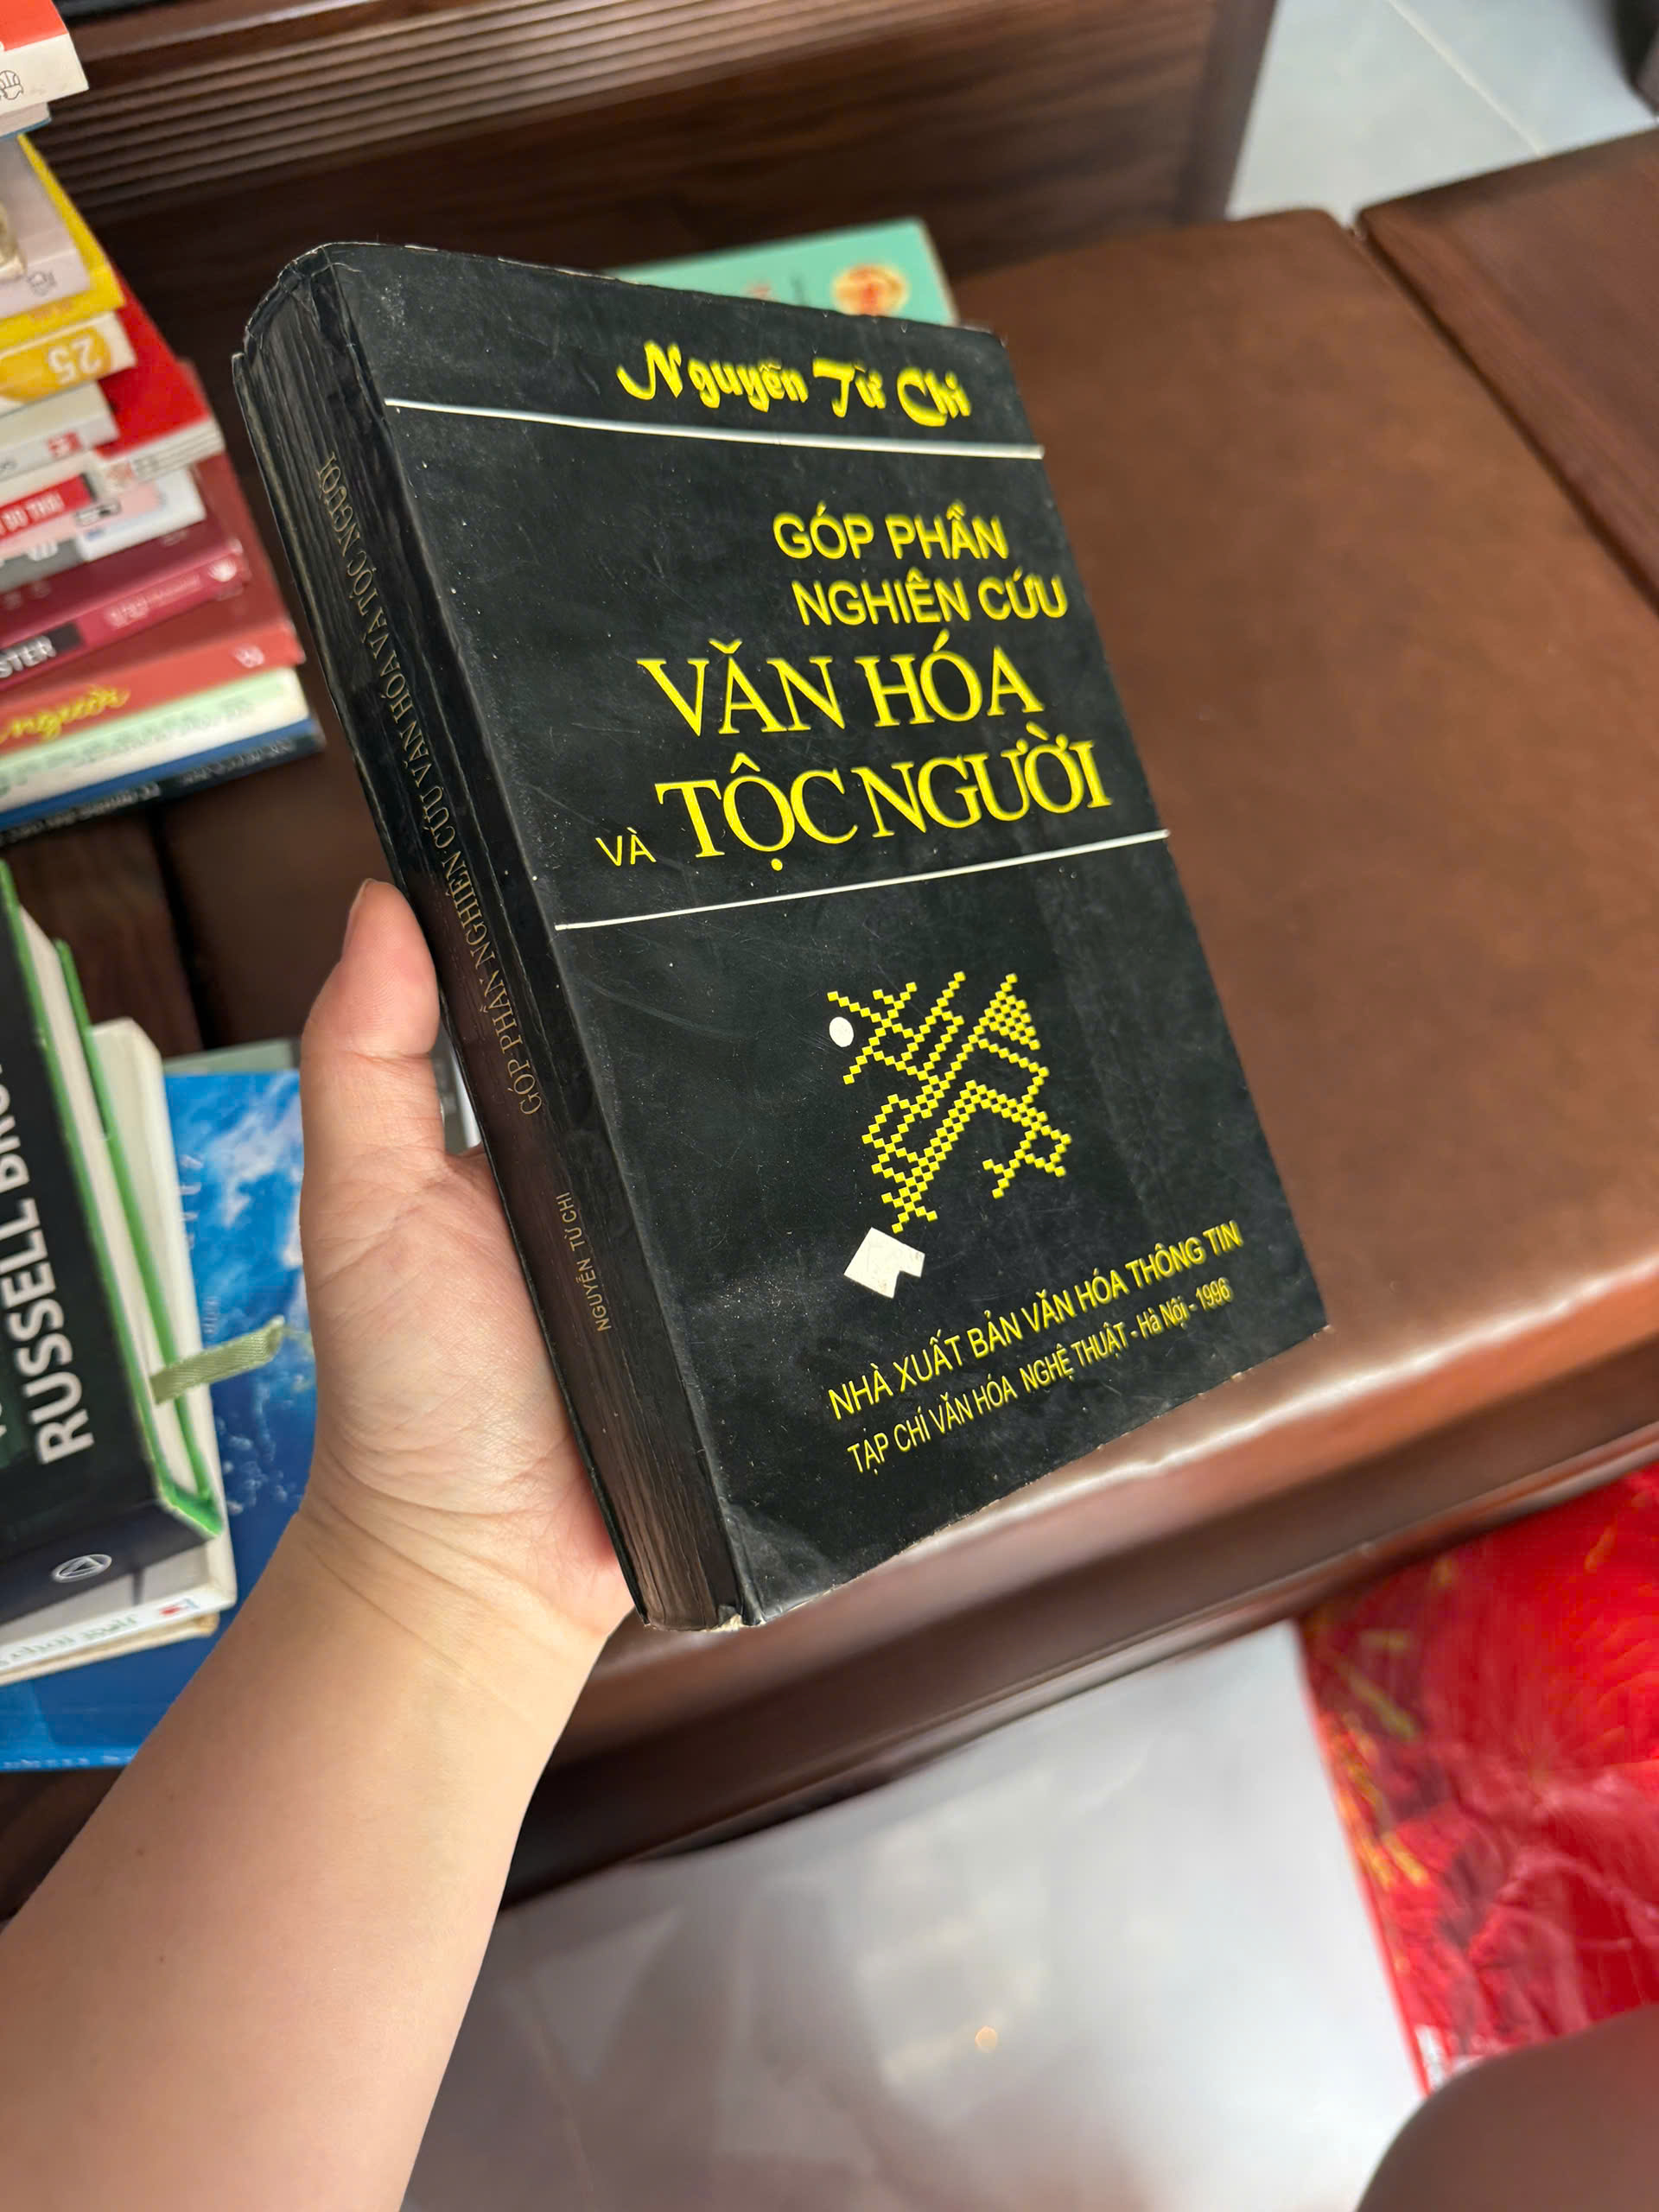 Nguyễn Từ Chi
GÓP PHẦN
NGHIÊN CỨU
VĂN HÓA
VÀ TỘC NGƯỜI
NHÀ XUẤT BẢN VĂN HÓA THÔNG TIN
TẠP CHÍ VĂN HÓA NGHỆ THUẬT - Hà Nội - 1996
GÓP PHẦN NGHIÊN CỨU VĂN HÓA VÀ TỘC NGƯỜI
NGUYỄN TỪ CHI
25
RUSSELL